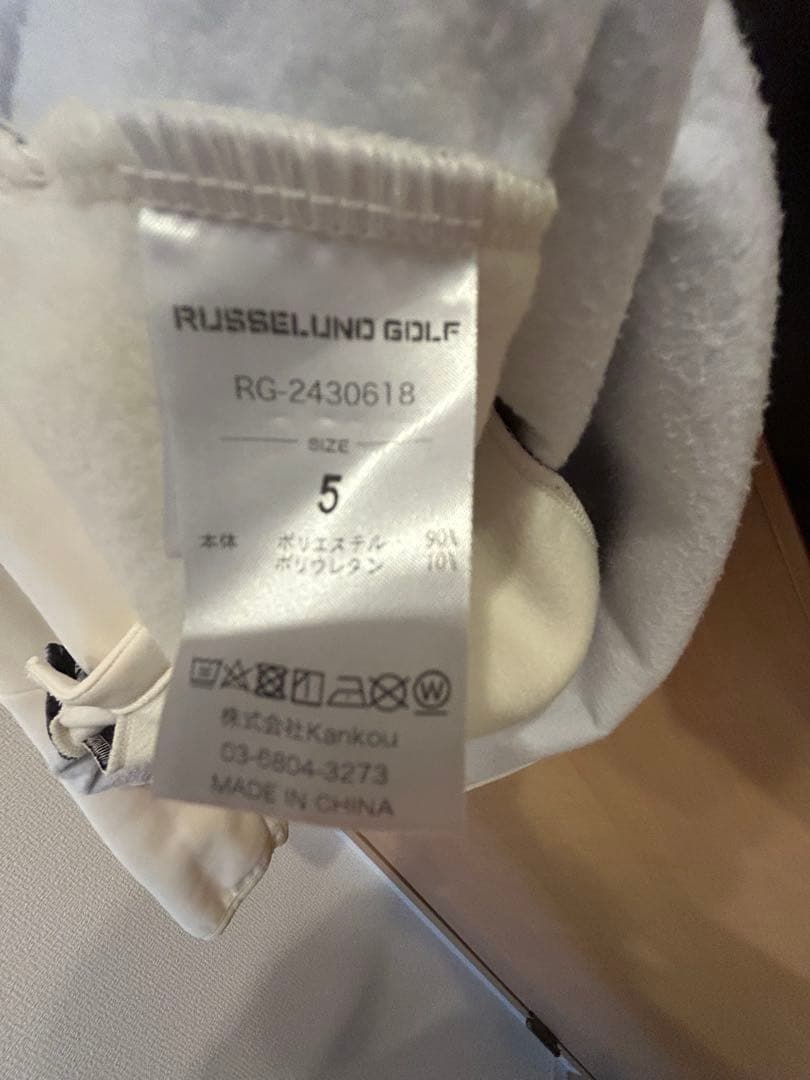 RUSSELUNO GOLF
RG-2430618
SIZE
5
本体 ポリエステル 90%
ポリウレタン 10%
W
株式会社Kankou
03-6804-3273
MADE IN CHINA